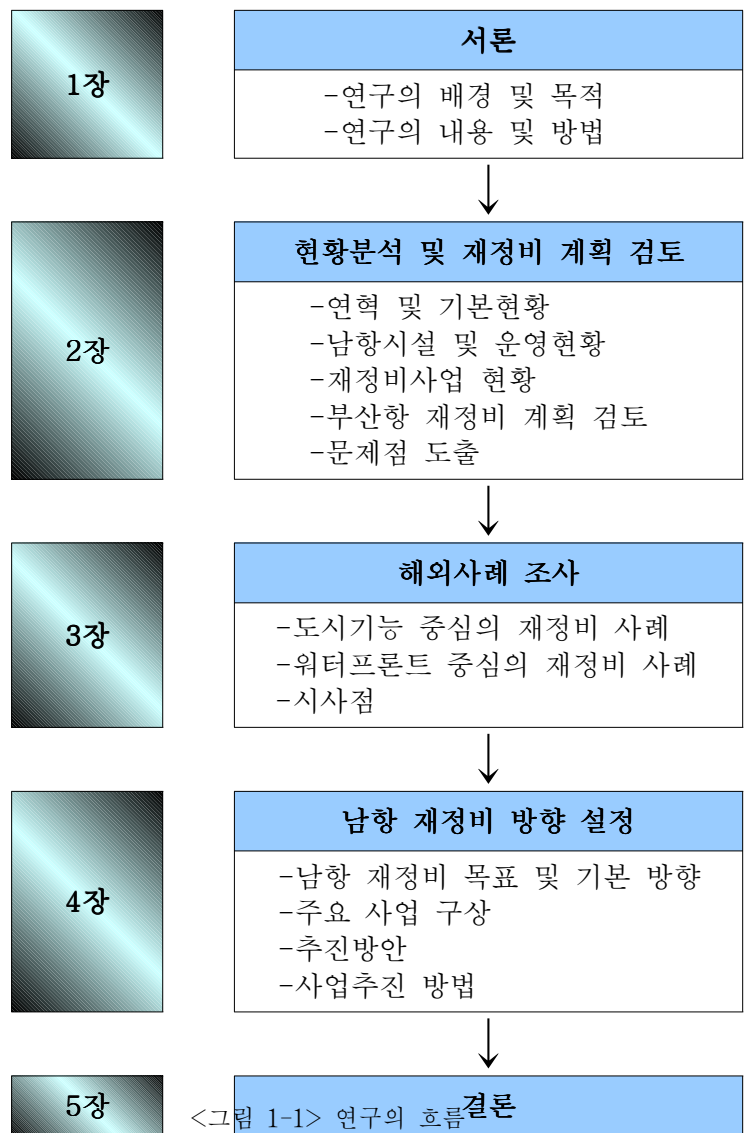 1장
서론
-연구의 배경 및 목적
-연구의 내용 및 방법
2장
현황분석 및 재정비 계획 검토
-연혁 및 기본현황
-남항시설 및 운영현황
-재정비사업 현황
-부산항 재정비 계획 검토
-문제점 도출
3장
해외사례 조사
-도시기능 중심의 재정비 사례
-워터프론트 중심의 재정비 사례
-시사점
4장
남항 재정비 방향 설정
-남항 재정비 목표 및 기본 방향
-주요 사업 구상
-추진방안
-사업추진 방법
5장
결론
<그림 1-1> 연구의 흐름